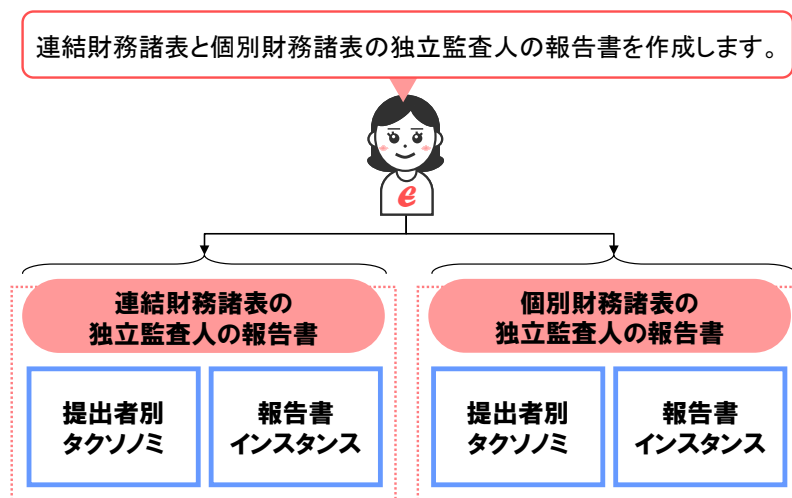 連結財務諸表と個別財務諸表の独立監査人の報告書を作成します。
e
連結財務諸表の
独立監査人の報告書
提出者別
タクソノミ
報告書
インスタンス
個別財務諸表の
独立監査人の報告書
提出者別
タクソノミ
報告書
インスタンス